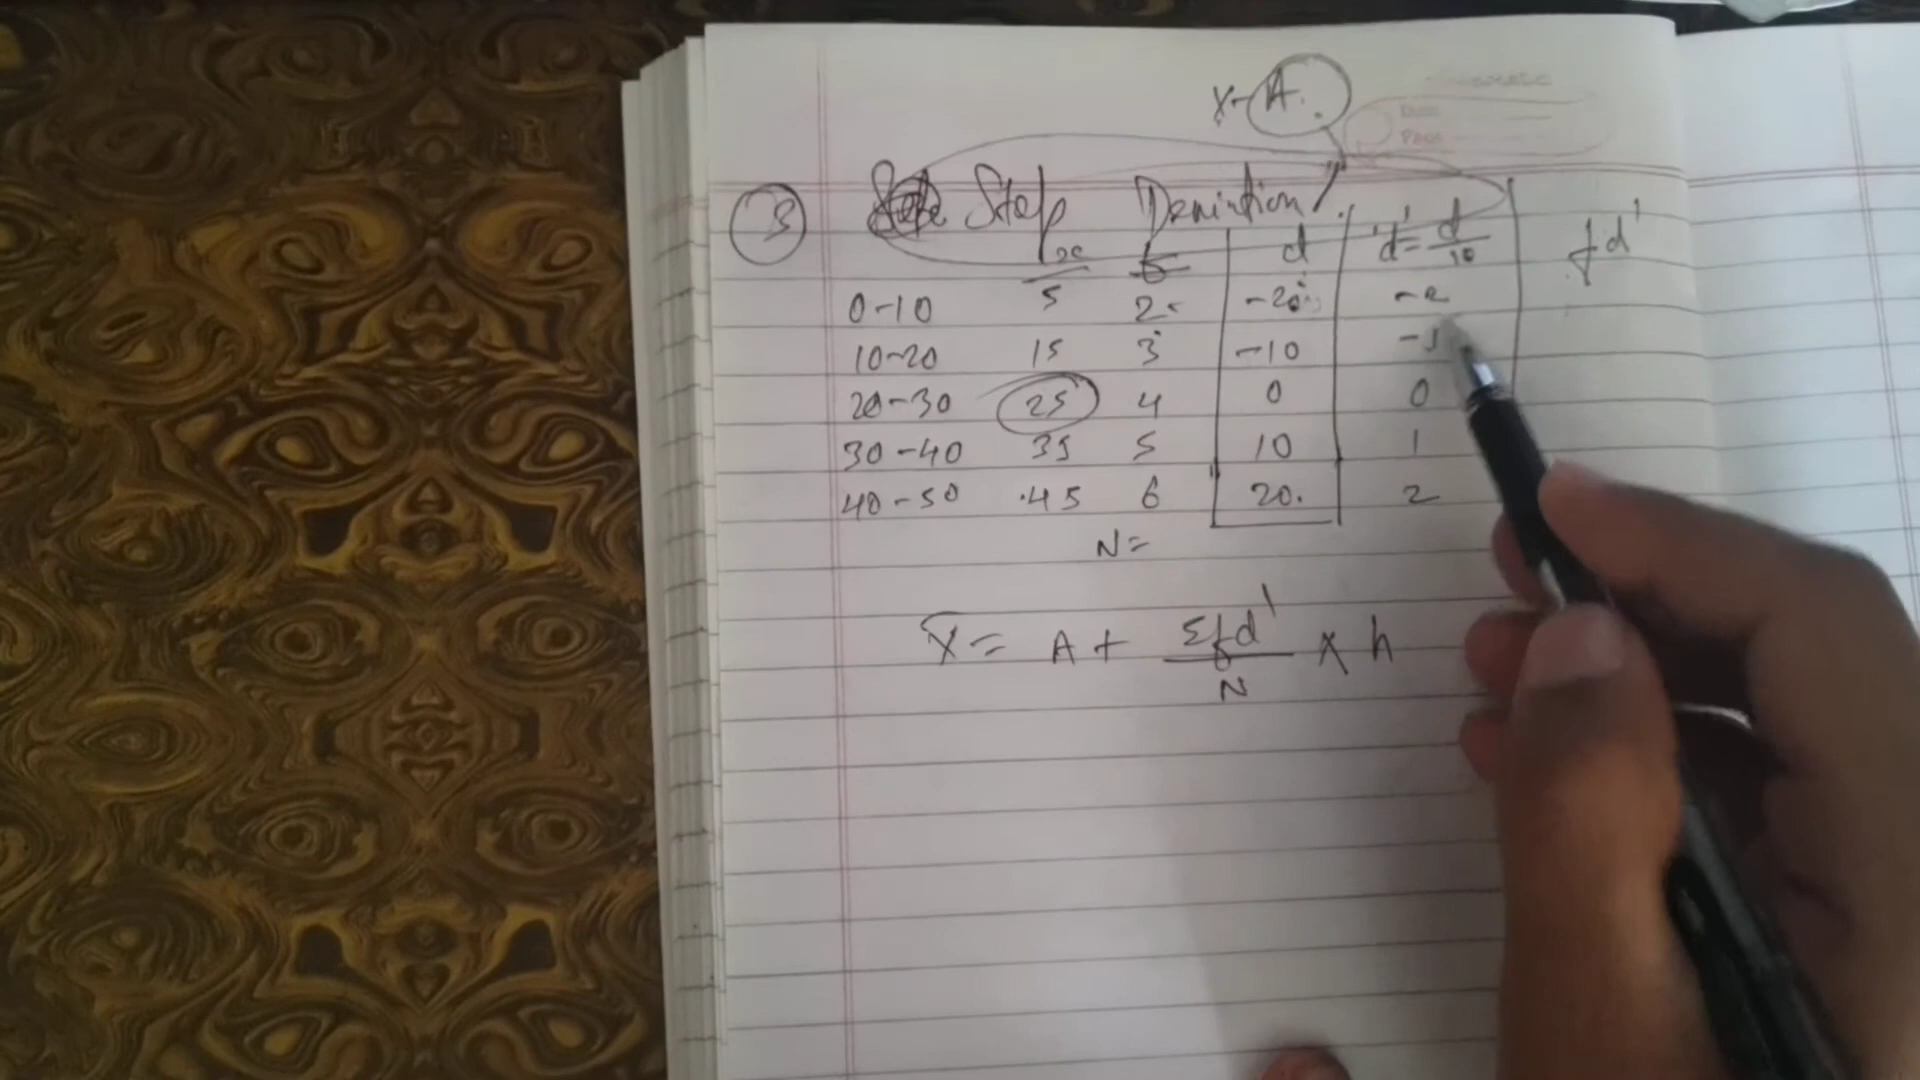 X-A.
3 Step Deviation
x f d d'=d/10 fd'
0-10 5 2 -20 -2
10-20 15 3 -10 -1
20-30 25 4 0 0
30-40 35 5 10 1
40-50 45 6 20. 2
N=
X̄ = A + Σfd'/N × h